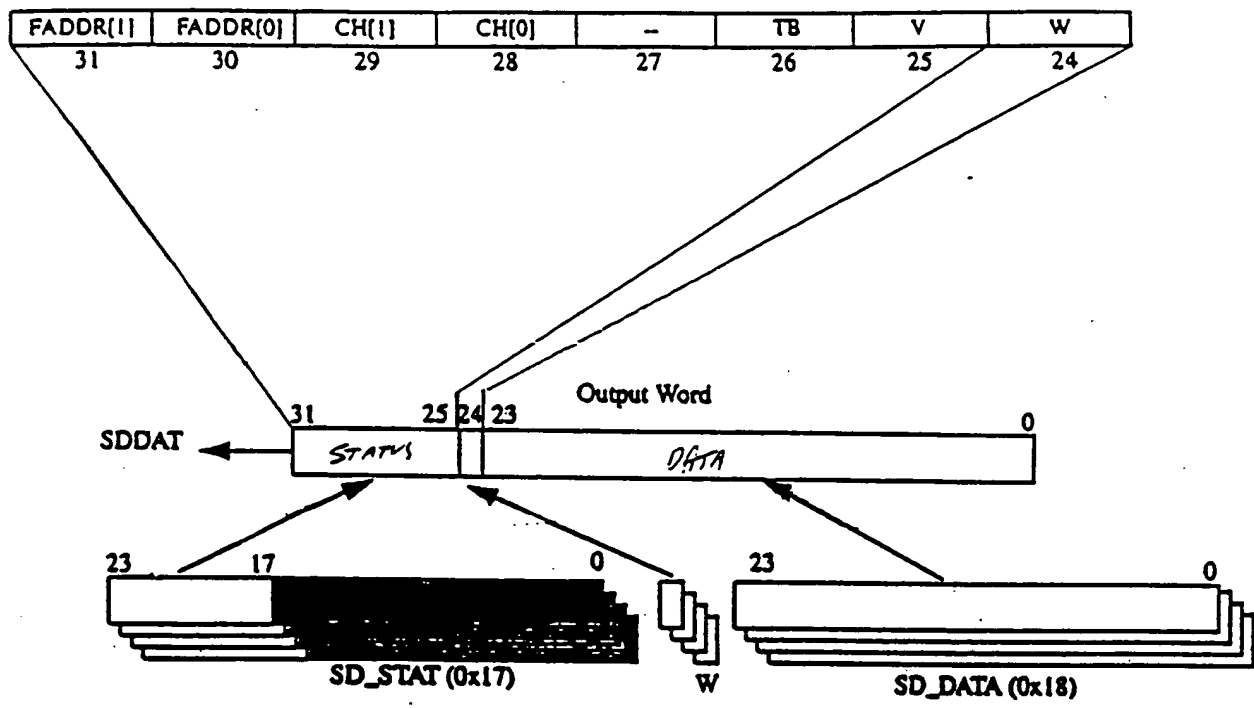 FADDR[1] FADDR[0] CH[1] CH[0] – TB V W
31 30 29 28 27 26 25 24
Output Word
31 25 24 23 0
SDDAT STATUS DATA
23 17 0 23 0
SD_STAT (0x17) W SD_DATA (0x18)